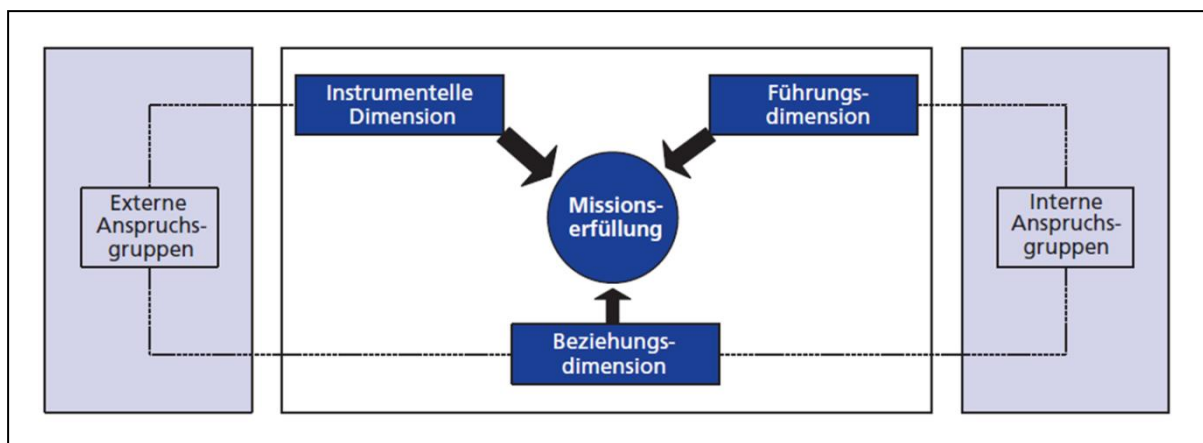 Instrumentelle
Dimension
Führungs-
dimension
Externe
Anspruchs-
gruppen
Missions-
erfüllung
Interne
Anspruchs-
gruppen
Beziehungs-
dimension